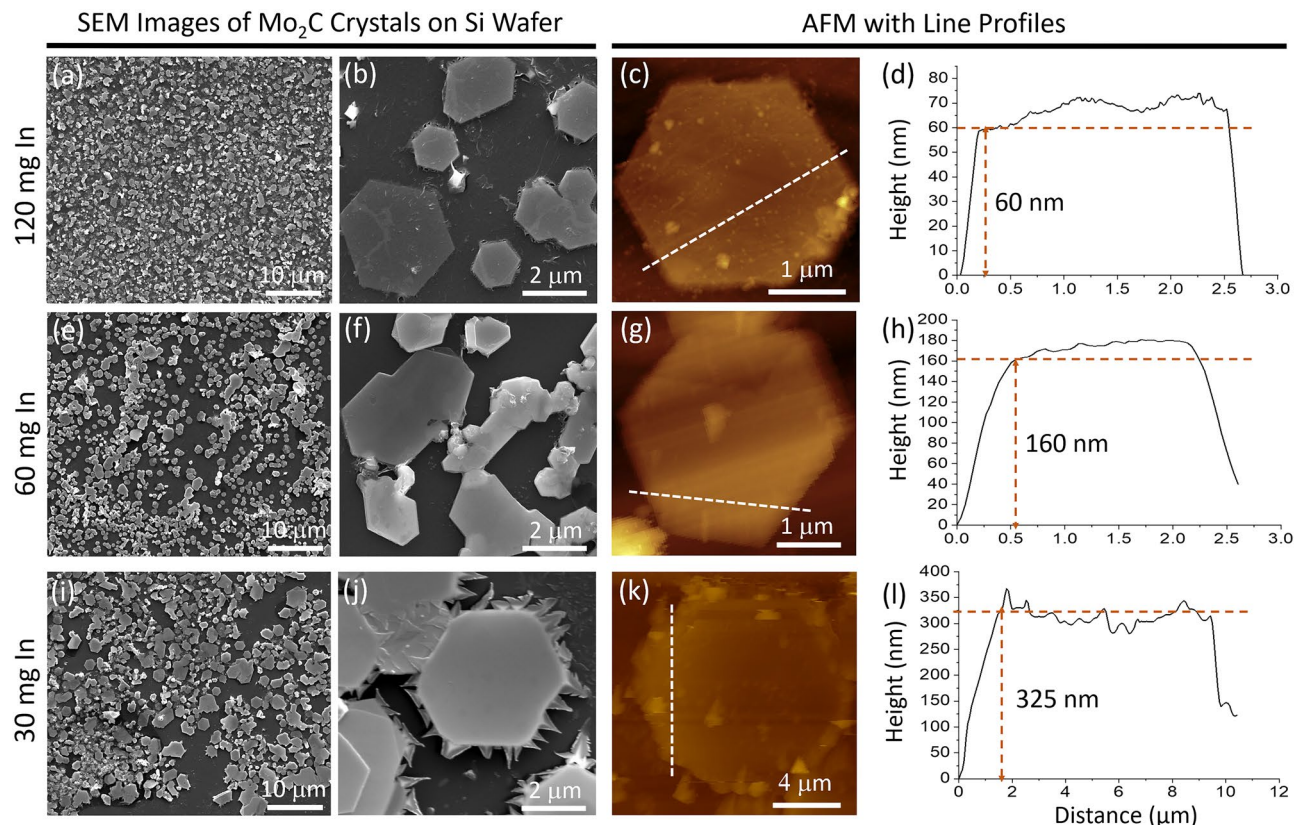 SEM Images of Mo₂C Crystals on Si Wafer
AFM with Line Profiles
120 mg In
(a)
10 μm
(b)
2 μm
(c)
1 μm
(d)
Height (nm)
80
70
60
50
40
30
20
10
0
60 nm
0.0 0.5 1.0 1.5 2.0 2.5 3.0
60 mg In
(e)
10 μm
(f)
2 μm
(g)
1 μm
(h)
Height (nm)
200
180
160
140
120
100
80
60
40
20
0
160 nm
0.0 0.5 1.0 1.5 2.0 2.5 3.0
30 mg In
(i)
10 μm
(j)
2 μm
(k)
4 μm
(l)
Height (nm)
400
350
300
250
200
150
100
50
0
325 nm
0 2 4 6 8 10 12
Distance (μm)